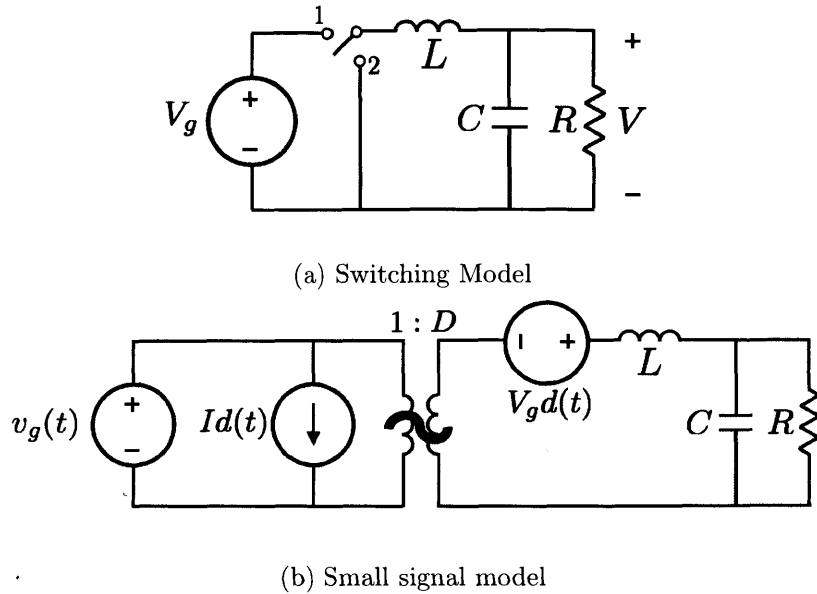 1
2
L
+
V_g
+
−
C
R
V
−
(a) Switching Model
1 : D
− +
L
V_g d(t)
v_g(t)
+
−
Id(t)
C
R
(b) Small signal model